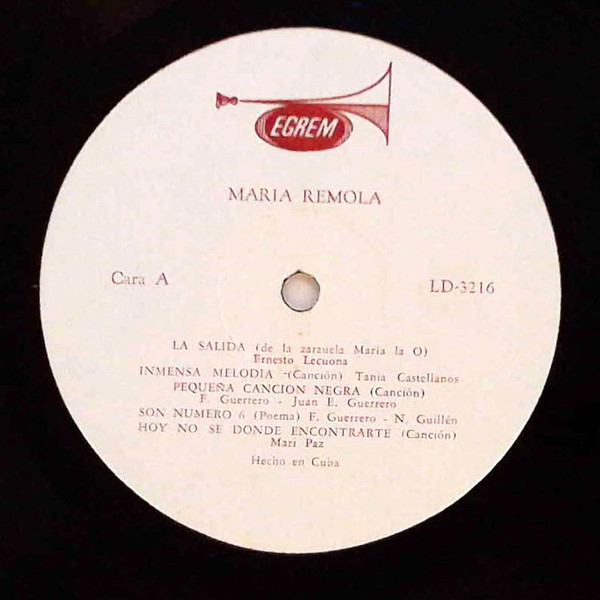 EGREM
MARIA REMOLA
Cara A
LD-3216
LA SALIDA (de la zarzuela María la O)
Ernesto Lecuona
INMENSA MELODIA -(Canción) Tania Castellanos
PEQUEÑA CANCION NEGRA (Canción)
F. Guerrero - Juan E. Guerrero
SON NUMERO 6 (Poema) F. Guerrero - N. Guillén
HOY NO SE DONDE ENCONTRARTE (Canción)
Mari Paz
Hecho en Cuba